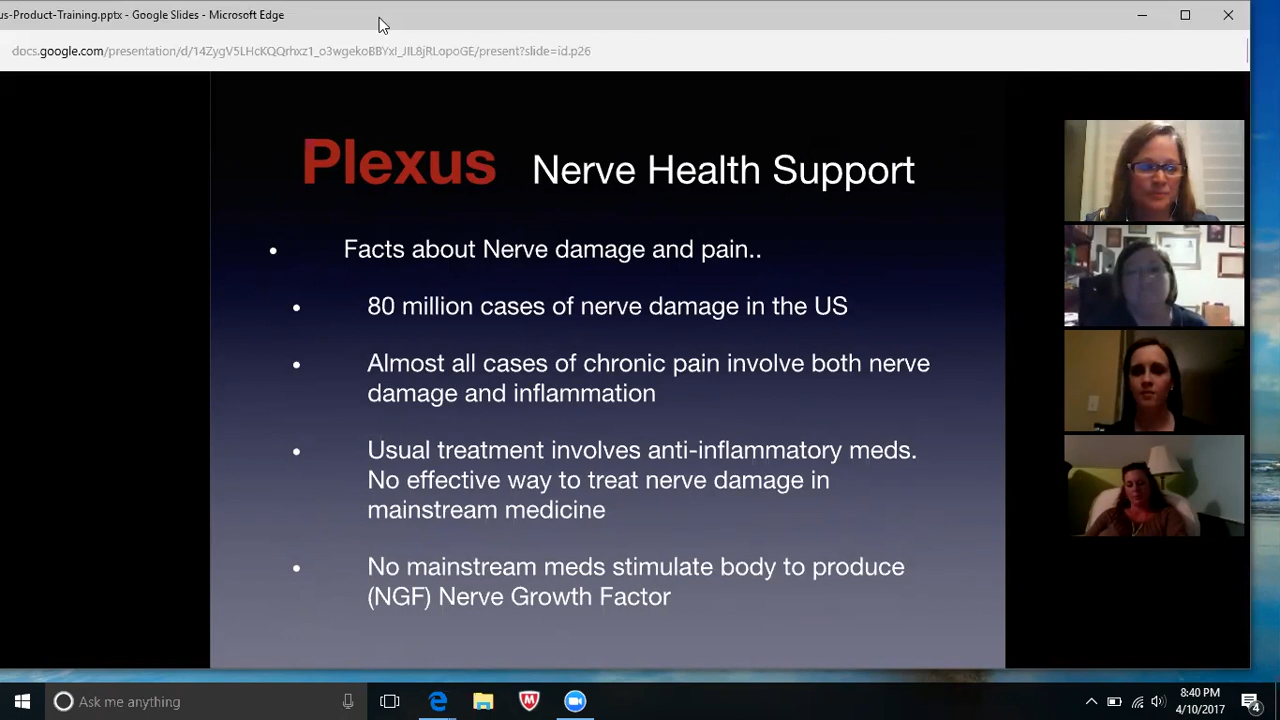 us-Product-Training.pptx - Google Slides - Microsoft Edge
docs.google.com/presentation/d/14ZygV5LHcKQQrhxz1_o3wgekoBBYxI_JIL8jRLopoGE/present?slide=id.p26
Plexus Nerve Health Support
• Facts about Nerve damage and pain..
• 80 million cases of nerve damage in the US
• Almost all cases of chronic pain involve both nerve
damage and inflammation
• Usual treatment involves anti-inflammatory meds.
No effective way to treat nerve damage in
mainstream medicine
• No mainstream meds stimulate body to produce
(NGF) Nerve Growth Factor
Ask me anything
8:40 PM
4/10/2017
4